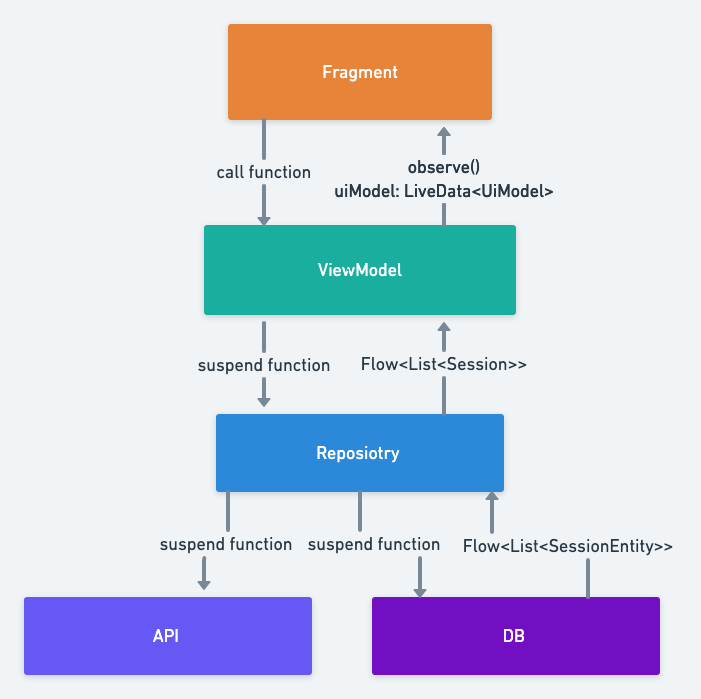 Fragment
call function
observe()
uiModel: LiveData<UiModel>
ViewModel
suspend function
Flow<List<Session>>
Reposiotry
suspend function
suspend function
Flow<List<SessionEntity>>
API
DB